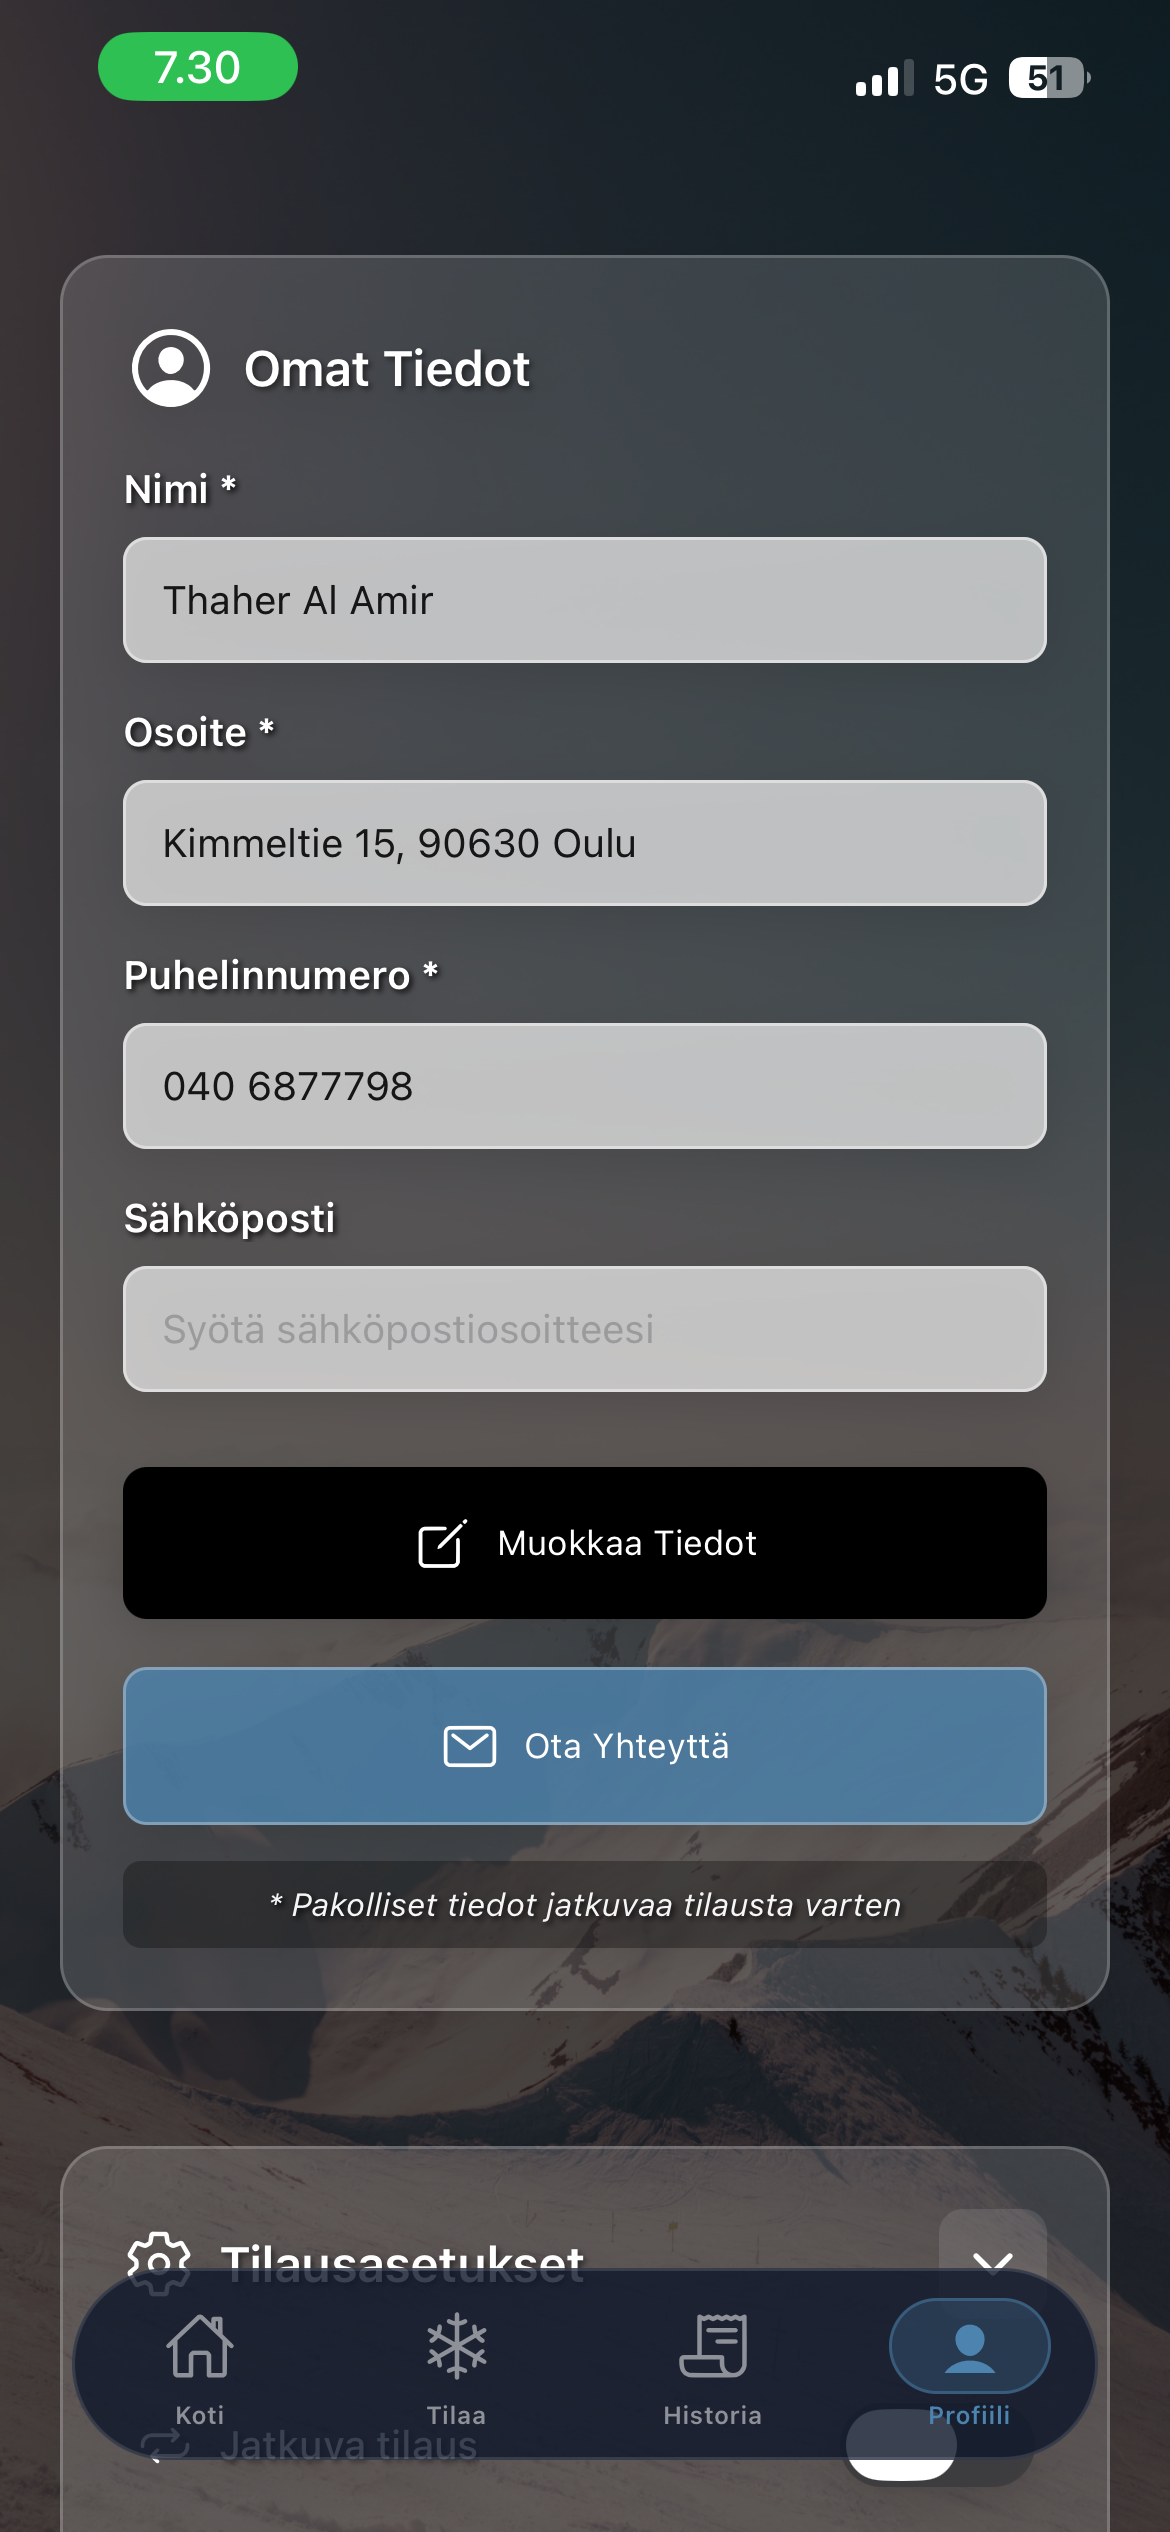 7.30
5G
51
Omat Tiedot
Nimi *
Thaher Al Amir
Osoite *
Kimmeltie 15, 90630 Oulu
Puhelinnumero *
040 6877798
Sähköposti
Syötä sähköpostiosoitteesi
Muokkaa Tiedot
Ota Yhteyttä
* Pakolliset tiedot jatkuvaa tilausta varten
Tilausasetukset
Koti
Tilaa
Historia
Profiili
Jatkuva tilaus